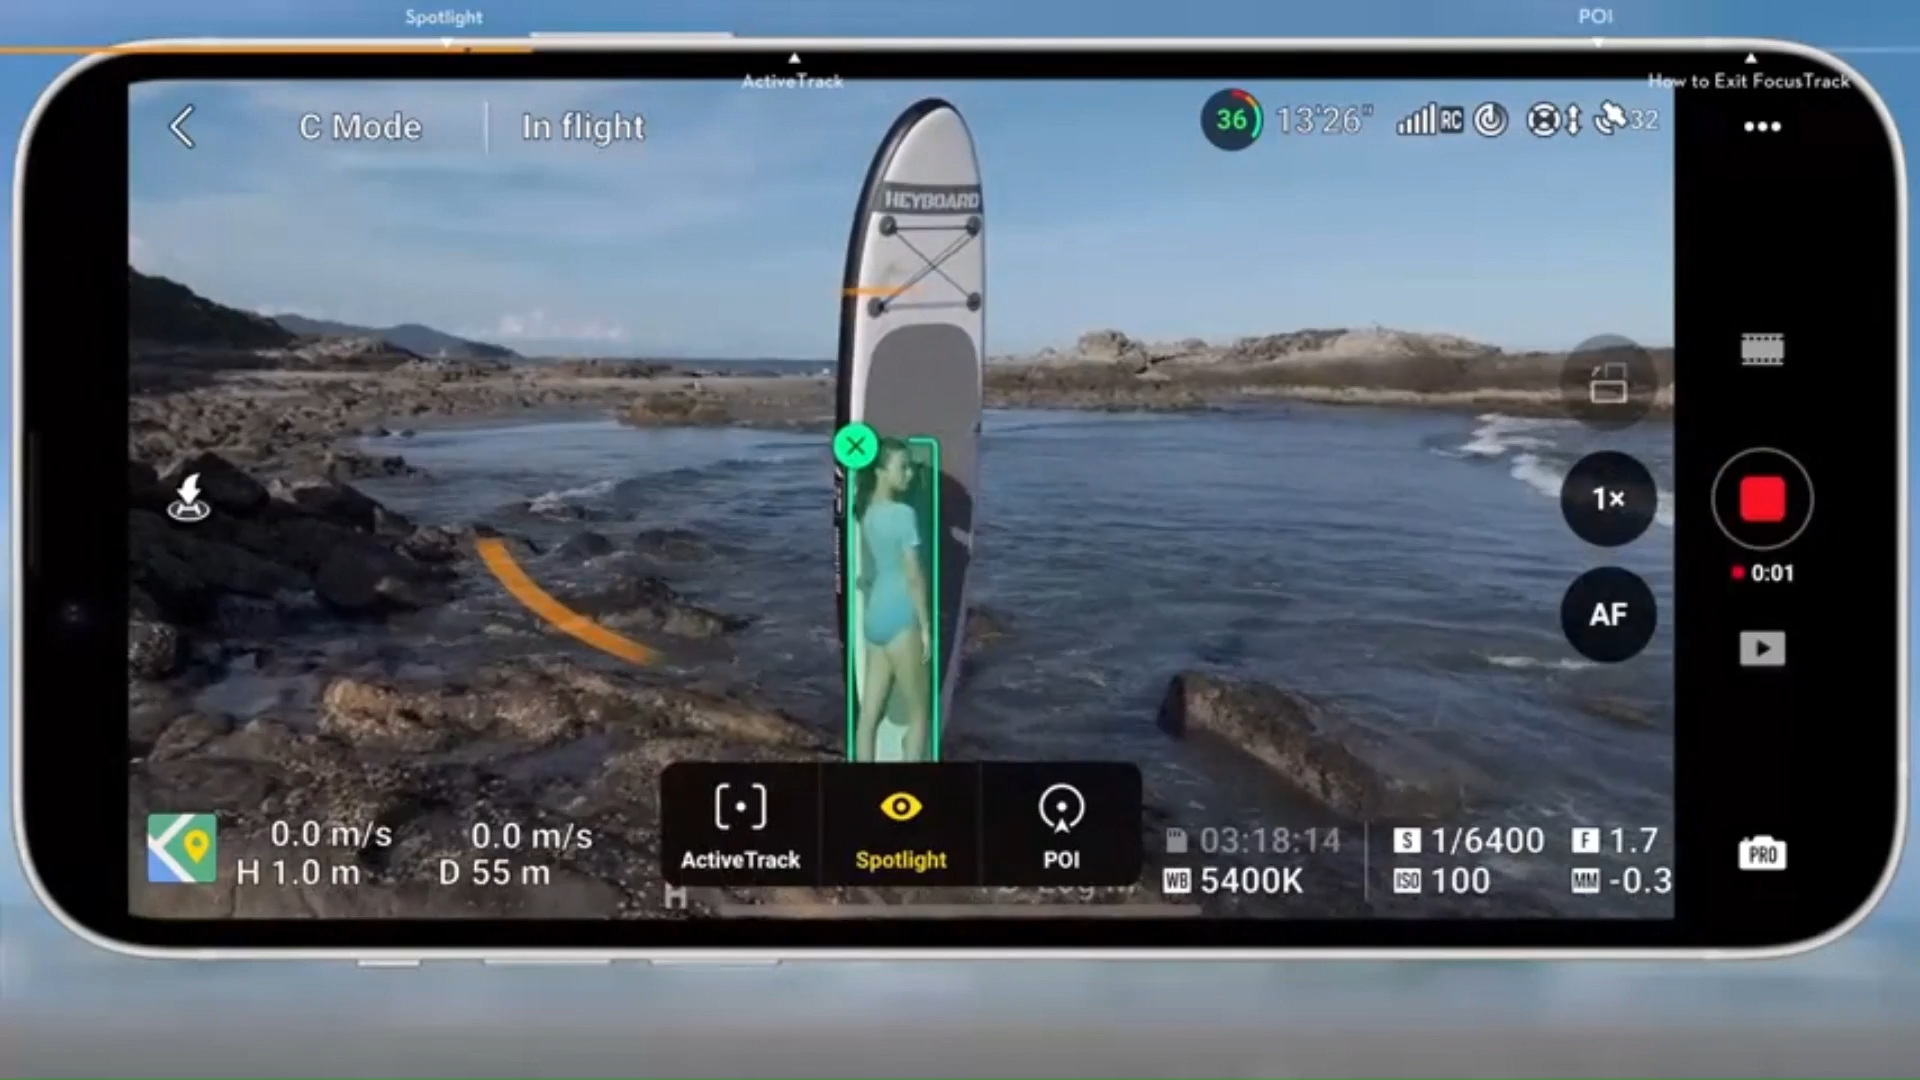 Spotlight
POI
ActiveTrack
How to Exit FocusTrack
C Mode
In flight
36
13'26"
RC
32
HEYBOARD
1×
0:01
AF
0.0 m/s
0.0 m/s
H 1.0 m
D 55 m
ActiveTrack
Spotlight
POI
03:18:14
S 1/6400
F 1.7
WB 5400K
ISO 100
MM -0.3
PRO
H